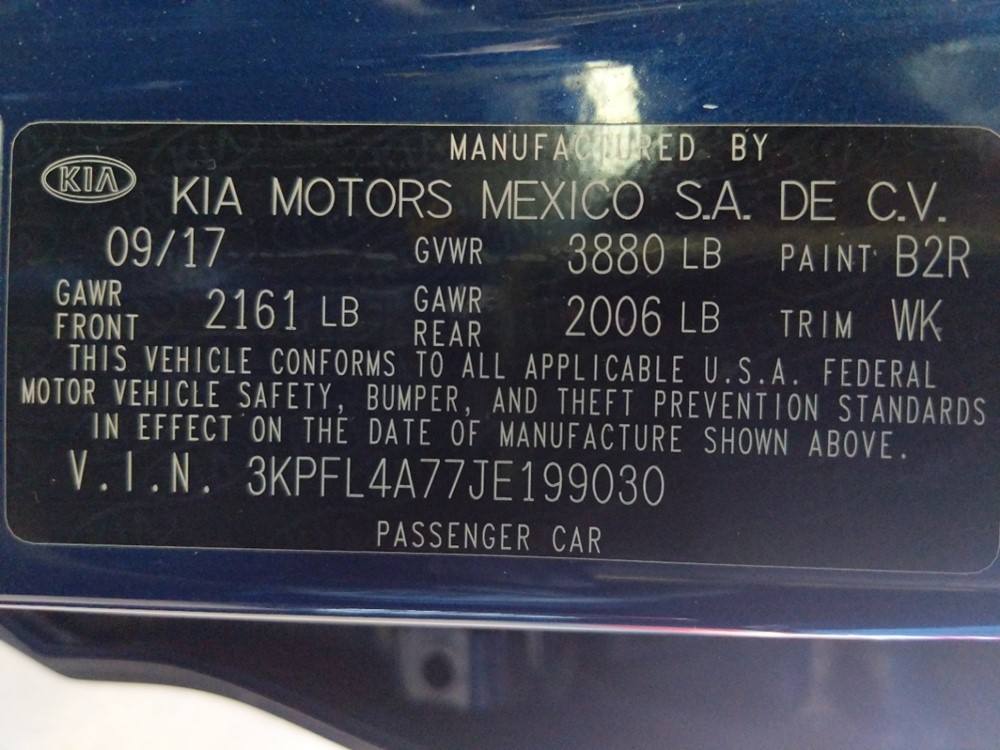 MANUFACTURED BY
KIA KIA MOTORS MEXICO S.A. DE C.V.
09/17 GVWR 3880 LB PAINT B2R
GAWR FRONT 2161 LB GAWR REAR 2006 LB TRIM WK
THIS VEHICLE CONFORMS TO ALL APPLICABLE U.S.A. FEDERAL
MOTOR VEHICLE SAFETY, BUMPER, AND THEFT PREVENTION STANDARDS
IN EFFECT ON THE DATE OF MANUFACTURE SHOWN ABOVE.
V.I.N. 3KPFL4A77JE199030
PASSENGER CAR